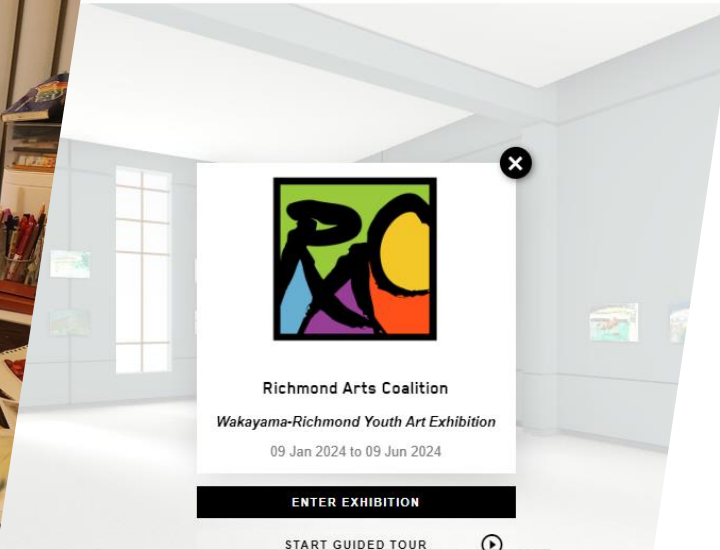 Richmond Arts Coalition
Wakayama-Richmond Youth Art Exhibition
09 Jan 2024 to 09 Jun 2024
ENTER EXHIBITION
START GUIDED TOUR